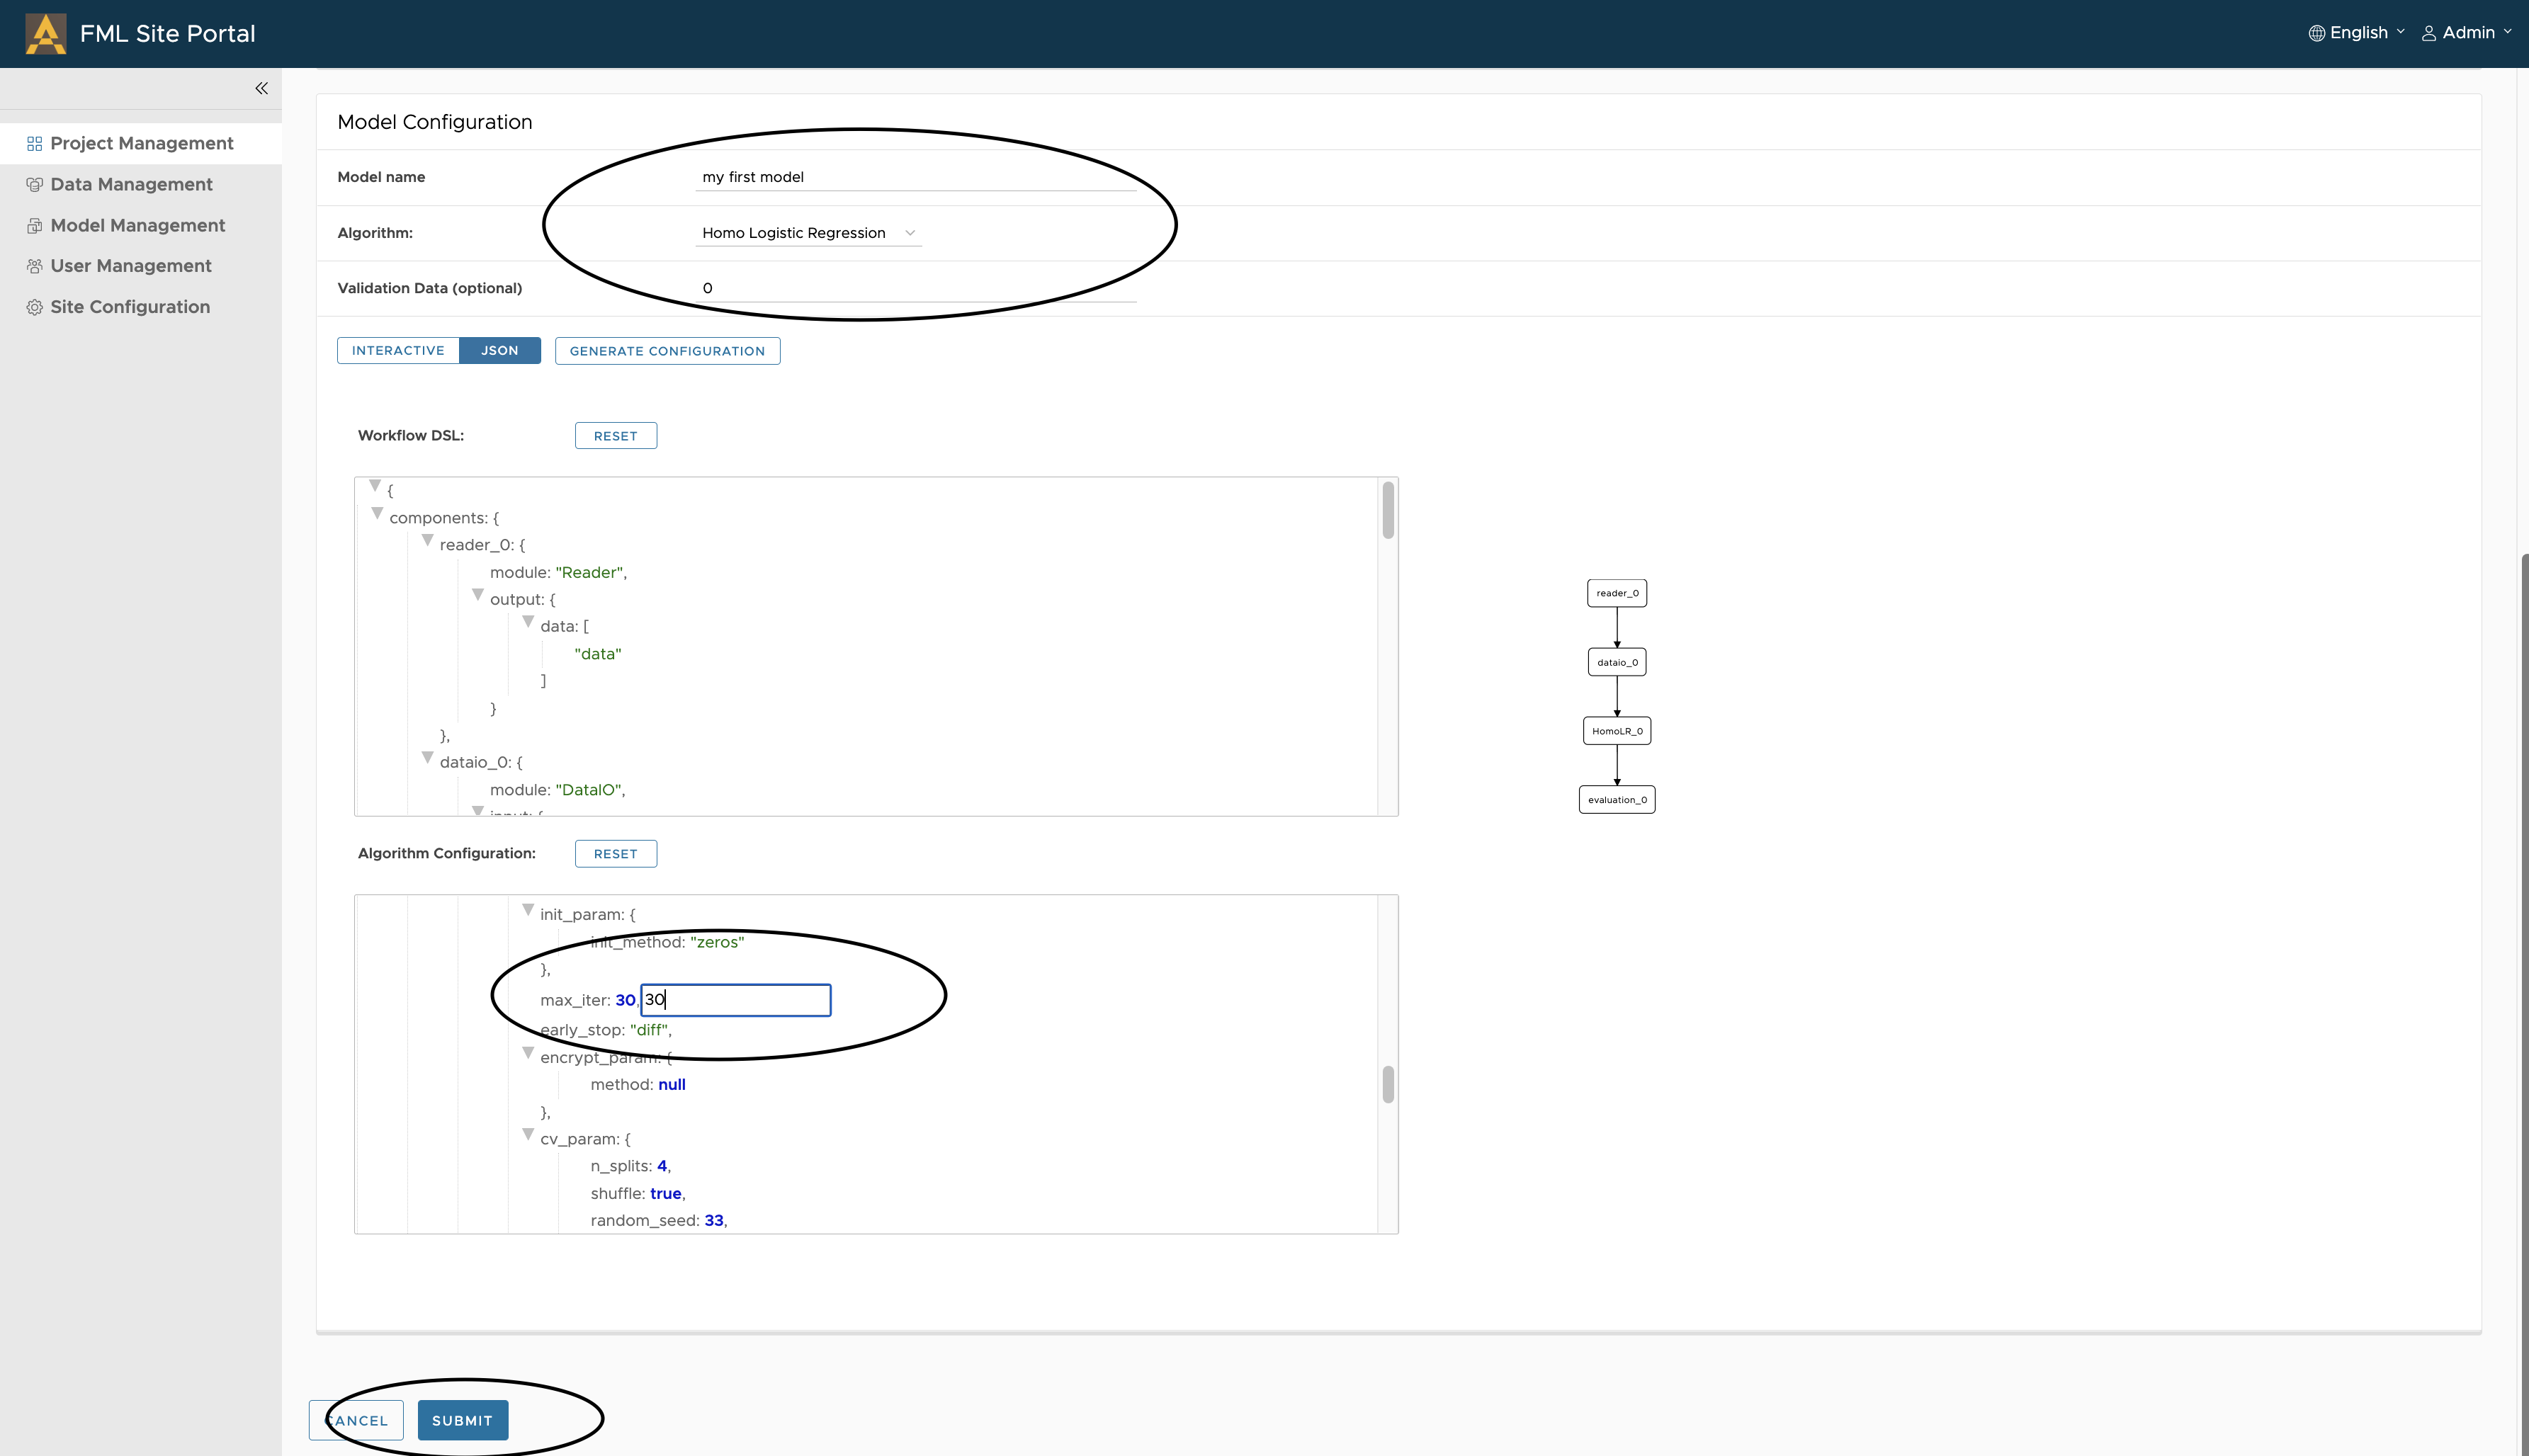 FML Site Portal
English
Admin
Project Management
Data Management
Model Management
User Management
Site Configuration
Model Configuration
Model name
my first model
Algorithm:
Homo Logistic Regression
Validation Data (optional)
0
INTERACTIVE
JSON
GENERATE CONFIGURATION
Workflow DSL:
RESET
{
components: {
reader_0: {
module: "Reader",
output: {
data: [
"data"
]
}
},
dataio_0: {
module: "DataIO",
input: {
reader_0
dataio_0
HomoLR_0
evaluation_0
Algorithm Configuration:
RESET
init_param: {
init_method: "zeros"
},
max_iter: 30, 30
early_stop: "diff",
encrypt_param: {
method: null
},
cv_param: {
n_splits: 4,
shuffle: true,
random_seed: 33,
CANCEL
SUBMIT